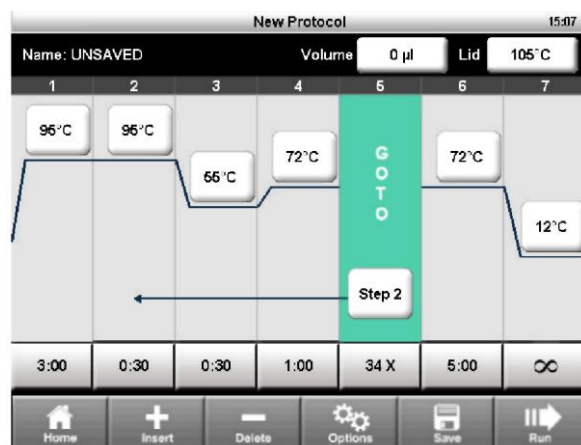 New Protocol 15:07
Name: UNSAVED Volume 0 µl Lid 105°C
1 2 3 4 5 6 7
95°C 95°C 55°C 72°C GOTO 72°C 12°C
Step 2
3:00 0:30 0:30 1:00 34 X 5:00 ∞
Home Insert Delete Options Save Run